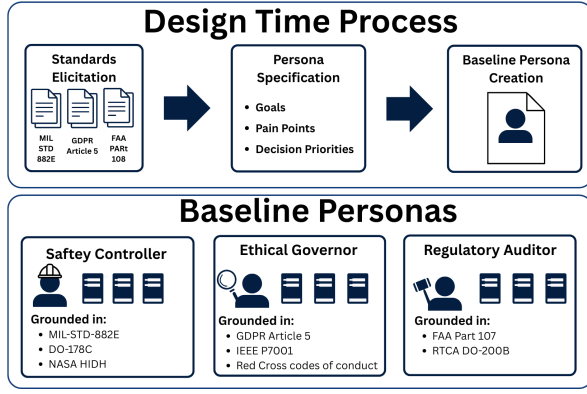 Design Time Process
Standards
Elicitation
MIL
STD
882E
GDPR
Article 5
FAA
PARt
108
Persona
Specification
• Goals
• Pain Points
• Decision Priorities
Baseline Persona
Creation
Baseline Personas
Saftey Controller
Grounded in:
• MIL-STD-882E
• DO-178C
• NASA HIDH
Ethical Governor
Grounded in:
• GDPR Article 5
• IEEE P7001
• Red Cross codes of conduct
Regulatory Auditor
Grounded in:
• FAA Part 107
• RTCA DO-200B